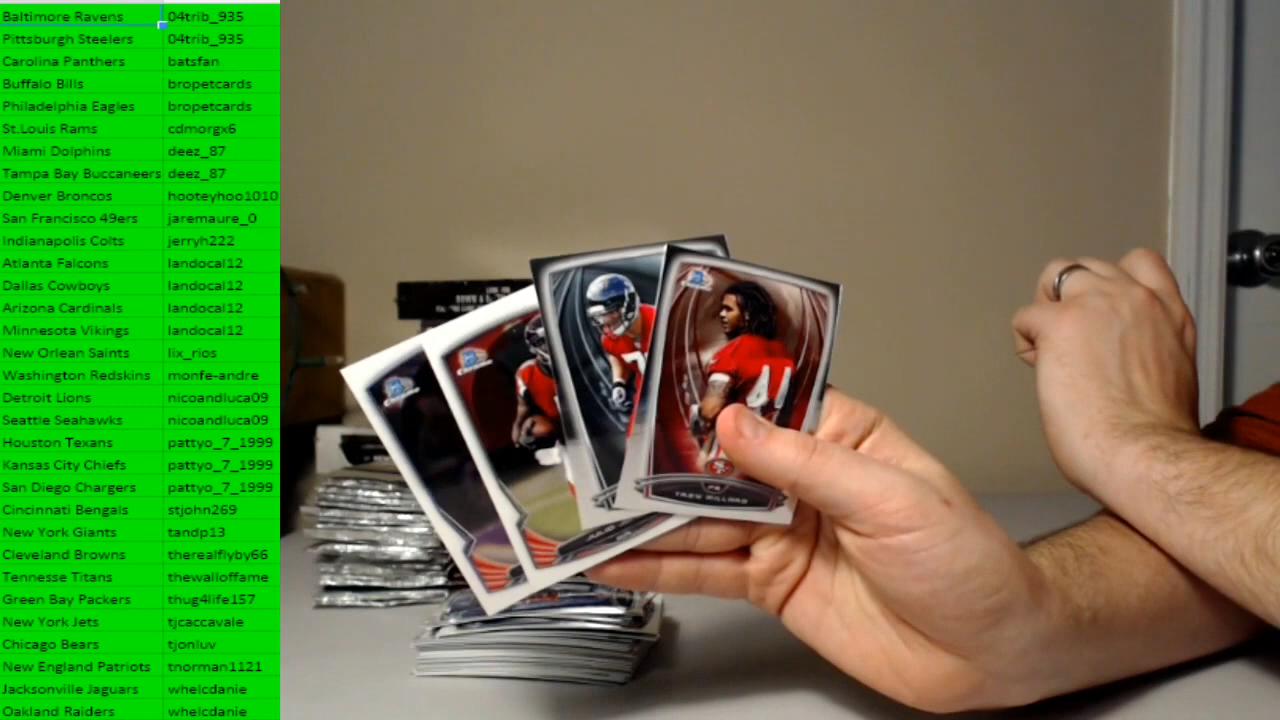 Baltimore Ravens 04trib_935
Pittsburgh Steelers 04trib_935
Carolina Panthers batsfan
Buffalo Bills bropetcards
Philadelphia Eagles bropetcards
St.Louis Rams cdmorgx6
Miami Dolphins deez_87
Tampa Bay Buccaneers deez_87
Denver Broncos hooteyhoo1010
San Francisco 49ers jaremaure_0
Indianapolis Colts jerryh222
Atlanta Falcons landocal12
Dallas Cowboys landocal12
Arizona Cardinals landocal12
Minnesota Vikings landocal12
New Orlean Saints lix_rios
Washington Redskins monfe-andre
Detroit Lions nicoandluca09
Seattle Seahawks nicoandluca09
Houston Texans pattyo_7_1999
Kansas City Chiefs pattyo_7_1999
San Diego Chargers pattyo_7_1999
Cincinnati Bengals stjohn269
New York Giants tandp13
Cleveland Browns therealflyby66
Tennesse Titans thewalloffame
Green Bay Packers thug4life157
New York Jets tjcaccavale
Chicago Bears tjonluv
New England Patriots tnorman1121
Jacksonville Jaguars whelcdanie
Oakland Raiders whelcdanie
FB
TREY MILLARD